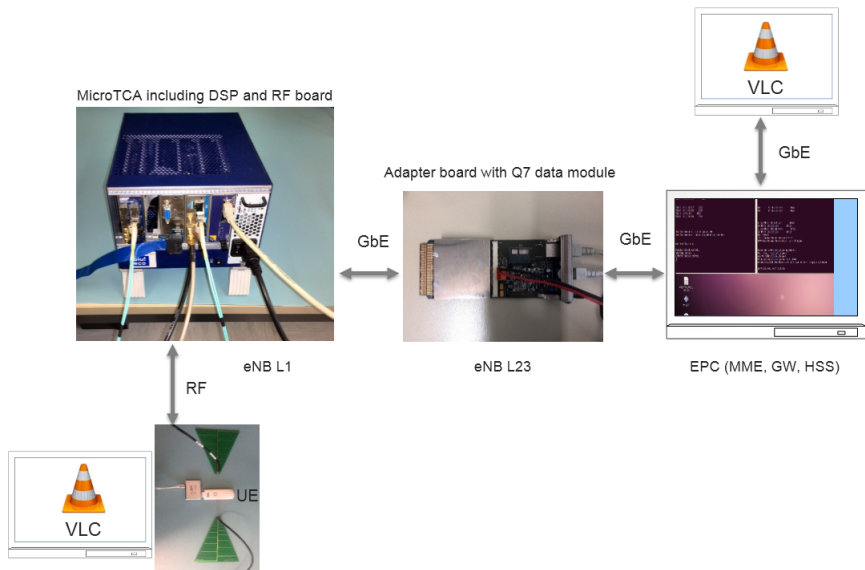 VLC
GbE
MicroTCA including DSP and RF board
Adapter board with Q7 data module
GbE
GbE
eNB L1
eNB L23
EPC (MME, GW, HSS)
RF
UE
VLC